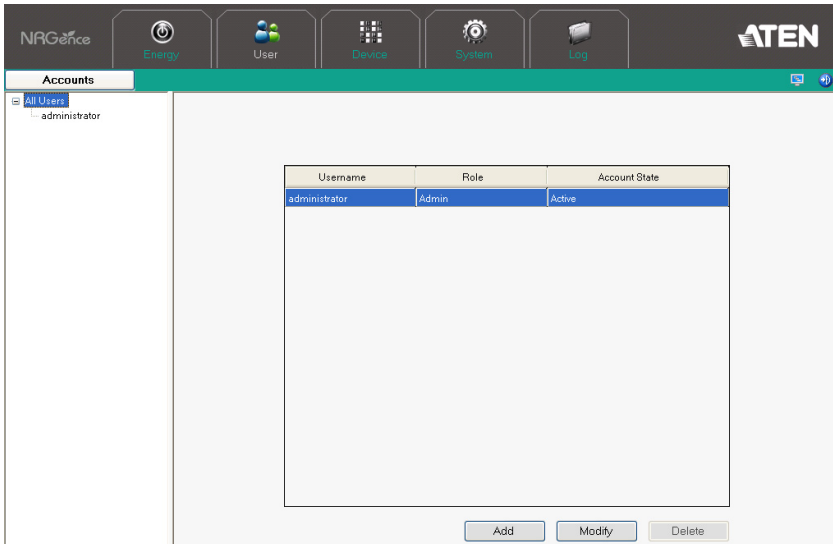 NRGence
Energy
User
Device
System
Log
ATEN
Accounts
All Users
administrator
Username Role Account State
administrator Admin Active
Add Modify Delete